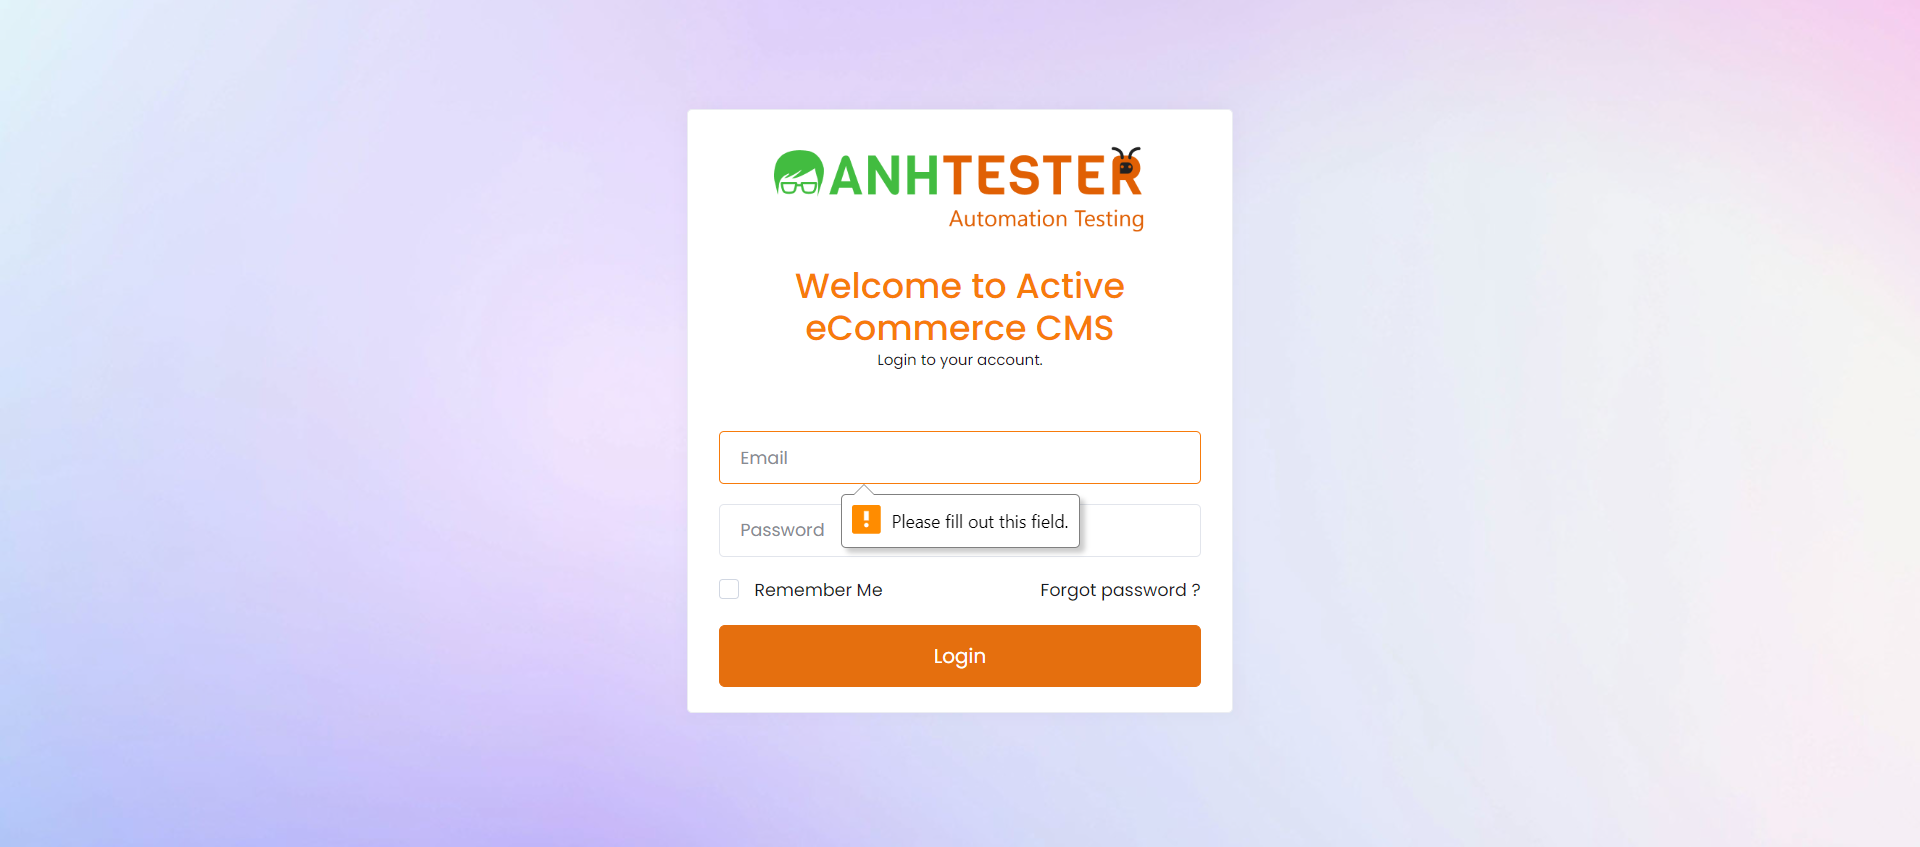 ANHTESTER
Automation Testing
Welcome to Active
eCommerce CMS
Login to your account.
Email
Please fill out this field.
Password
Remember Me
Forgot password ?
Login